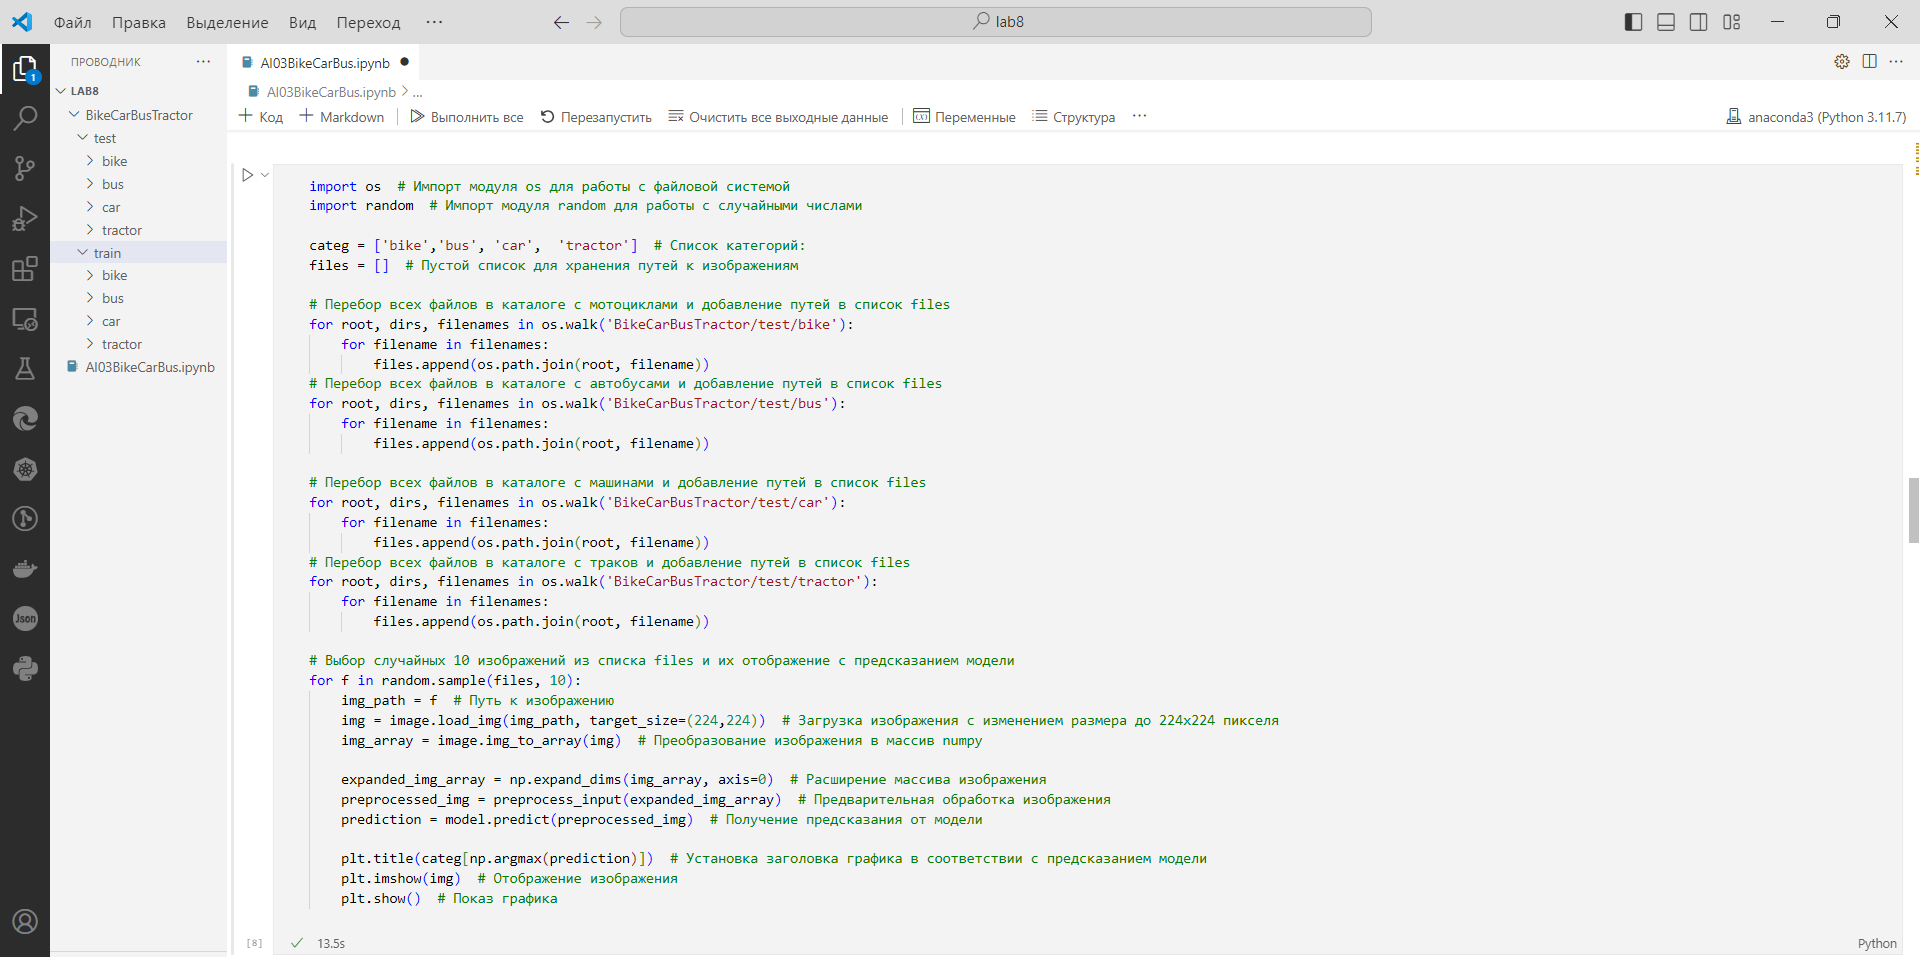 Файл Правка Выделение Вид Переход ··· lab8
ПРОВОДНИК ···
LAB8
BikeCarBusTractor
test
bike
bus
car
tractor
train
bike
bus
car
tractor
AI03BikeCarBus.ipynb
1
Json
AI03BikeCarBus.ipynb
AI03BikeCarBus.ipynb > ...
+ Код + Markdown Выполнить все Перезапустить Очистить все выходные данные Переменные Структура ··· anaconda3 (Python 3.11.7)
import os  # Импорт модуля os для работы с файловой системой
import random  # Импорт модуля random для работы с случайными числами
categ = ['bike','bus', 'car',  'tractor']  # Список категорий:
files = []  # Пустой список для хранения путей к изображениям
# Перебор всех файлов в каталоге с мотоциклами и добавление путей в список files
for root, dirs, filenames in os.walk('BikeCarBusTractor/test/bike'):
    for filename in filenames:
        files.append(os.path.join(root, filename))
# Перебор всех файлов в каталоге с автобусами и добавление путей в список files
for root, dirs, filenames in os.walk('BikeCarBusTractor/test/bus'):
    for filename in filenames:
        files.append(os.path.join(root, filename))
# Перебор всех файлов в каталоге с машинами и добавление путей в список files
for root, dirs, filenames in os.walk('BikeCarBusTractor/test/car'):
    for filename in filenames:
        files.append(os.path.join(root, filename))
# Перебор всех файлов в каталоге с траков и добавление путей в список files
for root, dirs, filenames in os.walk('BikeCarBusTractor/test/tractor'):
    for filename in filenames:
        files.append(os.path.join(root, filename))
# Выбор случайных 10 изображений из списка files и их отображение с предсказанием модели
for f in random.sample(files, 10):
    img_path = f  # Путь к изображению
    img = image.load_img(img_path, target_size=(224,224))  # Загрузка изображения с изменением размера до 224x224 пикселя
    img_array = image.img_to_array(img)  # Преобразование изображения в массив numpy
    expanded_img_array = np.expand_dims(img_array, axis=0)  # Расширение массива изображения
    preprocessed_img = preprocess_input(expanded_img_array)  # Предварительная обработка изображения
    prediction = model.predict(preprocessed_img)  # Получение предсказания от модели
    plt.title(categ[np.argmax(prediction)])  # Установка заголовка графика в соответствии с предсказанием модели
    plt.imshow(img)  # Отображение изображения
    plt.show()  # Показ графика
[8] 13.5s Python